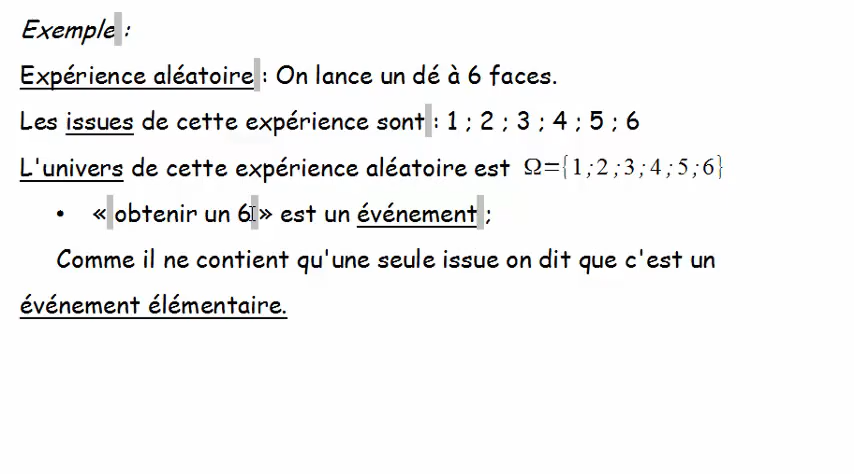 Exemple :
Expérience aléatoire : On lance un dé à 6 faces.
Les issues de cette expérience sont : 1 ; 2 ; 3 ; 4 ; 5 ; 6
L'univers de cette expérience aléatoire est Ω={1;2;3;4;5;6}
• « obtenir un 6 » est un événement ;
Comme il ne contient qu'une seule issue on dit que c'est un
événement élémentaire.